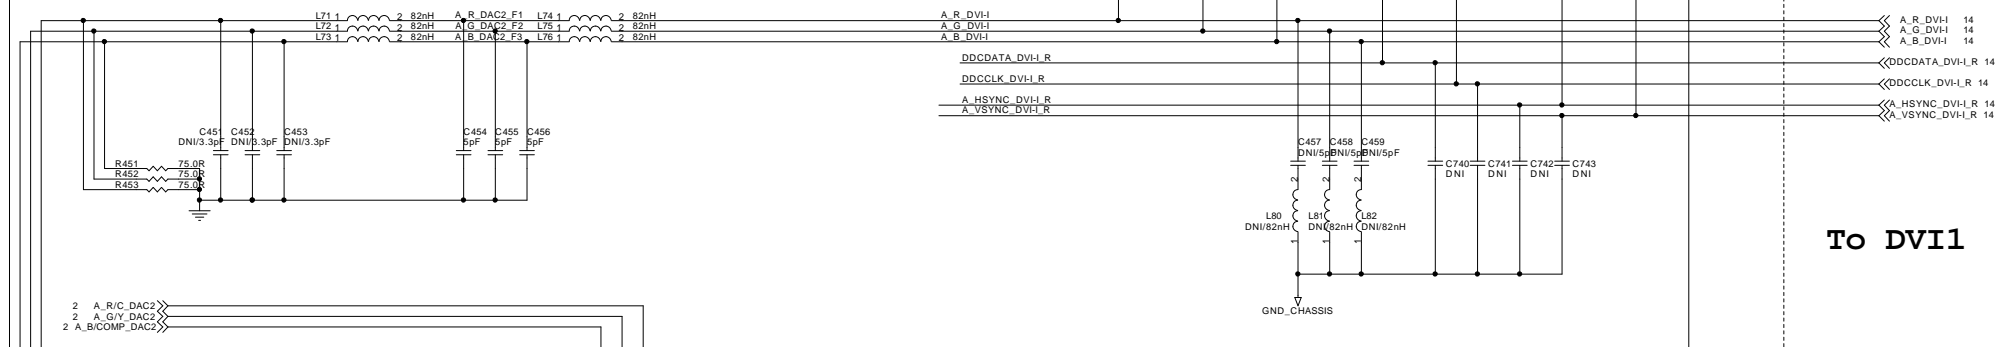 L71 1 2 82nH A_R_DAC2_F1 L74 1 2 82nH A_R_DVI-I A_R_DVI-I 14
L72 1 2 82nH A_G_DAC2_F2 L75 1 2 82nH A_G_DVI-I A_G_DVI-I 14
L73 1 2 82nH A_B_DAC2_F3 L76 1 2 82nH A_B_DVI-I A_B_DVI-I 14
DDCDATA_DVI-I_R DDCDATA_DVI-I_R 14
DDCCLK_DVI-I_R DDCCLK_DVI-I_R 14
A_HSYNC_DVI-I_R A_HSYNC_DVI-I_R 14
A_VSYNC_DVI-I_R A_VSYNC_DVI-I_R 14
C451 C452 C453 C454 C455 C456
DNI/3.3pF DNI/3.3pF DNI/3.3pF 5pF 5pF 5pF
C457 C458 C459
DNI/5pF DNI/5pF DNI/5pF
R451 75.0R
R452 75.0R
R453 75.0R
C740 C741 C742 C743
DNI DNI DNI DNI
2 2 2
L80 L81 L82
DNI/82nH DNI/82nH DNI/82nH
1 1 1
To DVI1
2 A_R/C_DAC2
2 A_G/Y_DAC2
2 A_B/COMP_DAC2
GND_CHASSIS